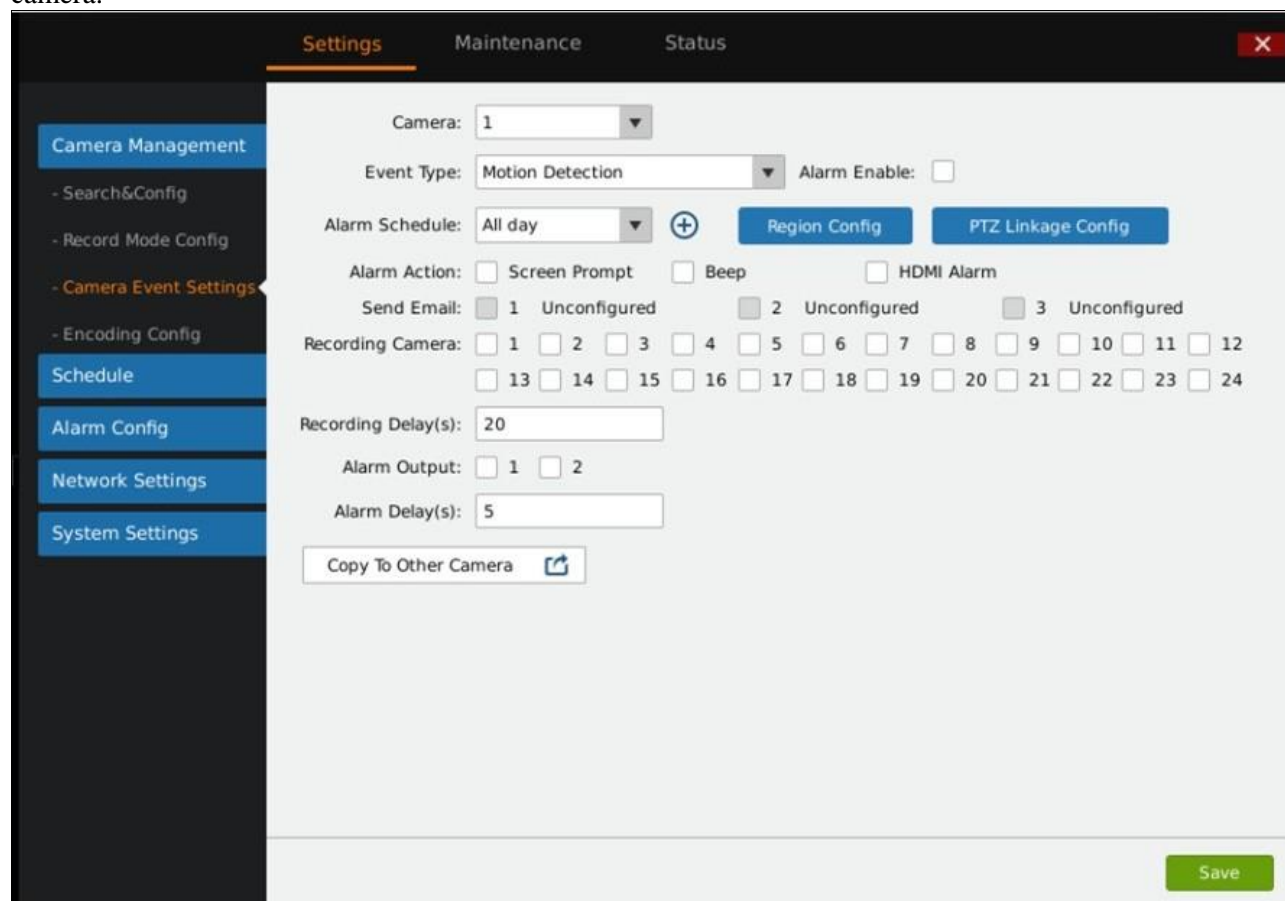 camera.
Settings Maintenance Status
Camera Management
- Search&Config
- Record Mode Config
- Camera Event Settings
- Encoding Config
Schedule
Alarm Config
Network Settings
System Settings
Camera: 1
Event Type: Motion Detection Alarm Enable:
Alarm Schedule: All day Region Config PTZ Linkage Config
Alarm Action: Screen Prompt Beep HDMI Alarm
Send Email: 1 Unconfigured 2 Unconfigured 3 Unconfigured
Recording Camera: 1 2 3 4 5 6 7 8 9 10 11 12
13 14 15 16 17 18 19 20 21 22 23 24
Recording Delay(s): 20
Alarm Output: 1 2
Alarm Delay(s): 5
Copy To Other Camera
Save